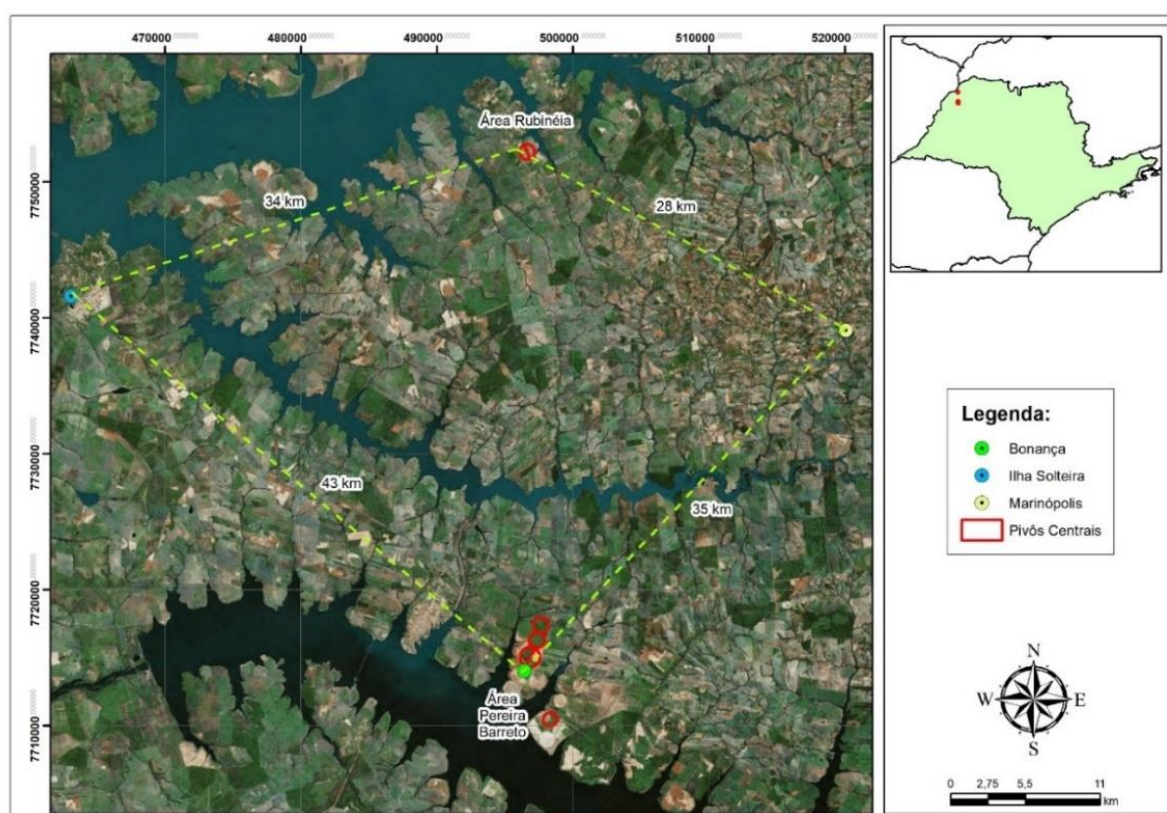 470000 480000 490000 500000 510000 520000
Área Rubinéia
7750000
34 km
28 km
7740000
7730000
43 km
35 km
7720000
Área
Pereira
Barreto
7710000
Legenda:
Bonança
Ilha Solteira
Marinópolis
Pivôs Centrais
N
W E
S
0 2,75 5,5 11
km